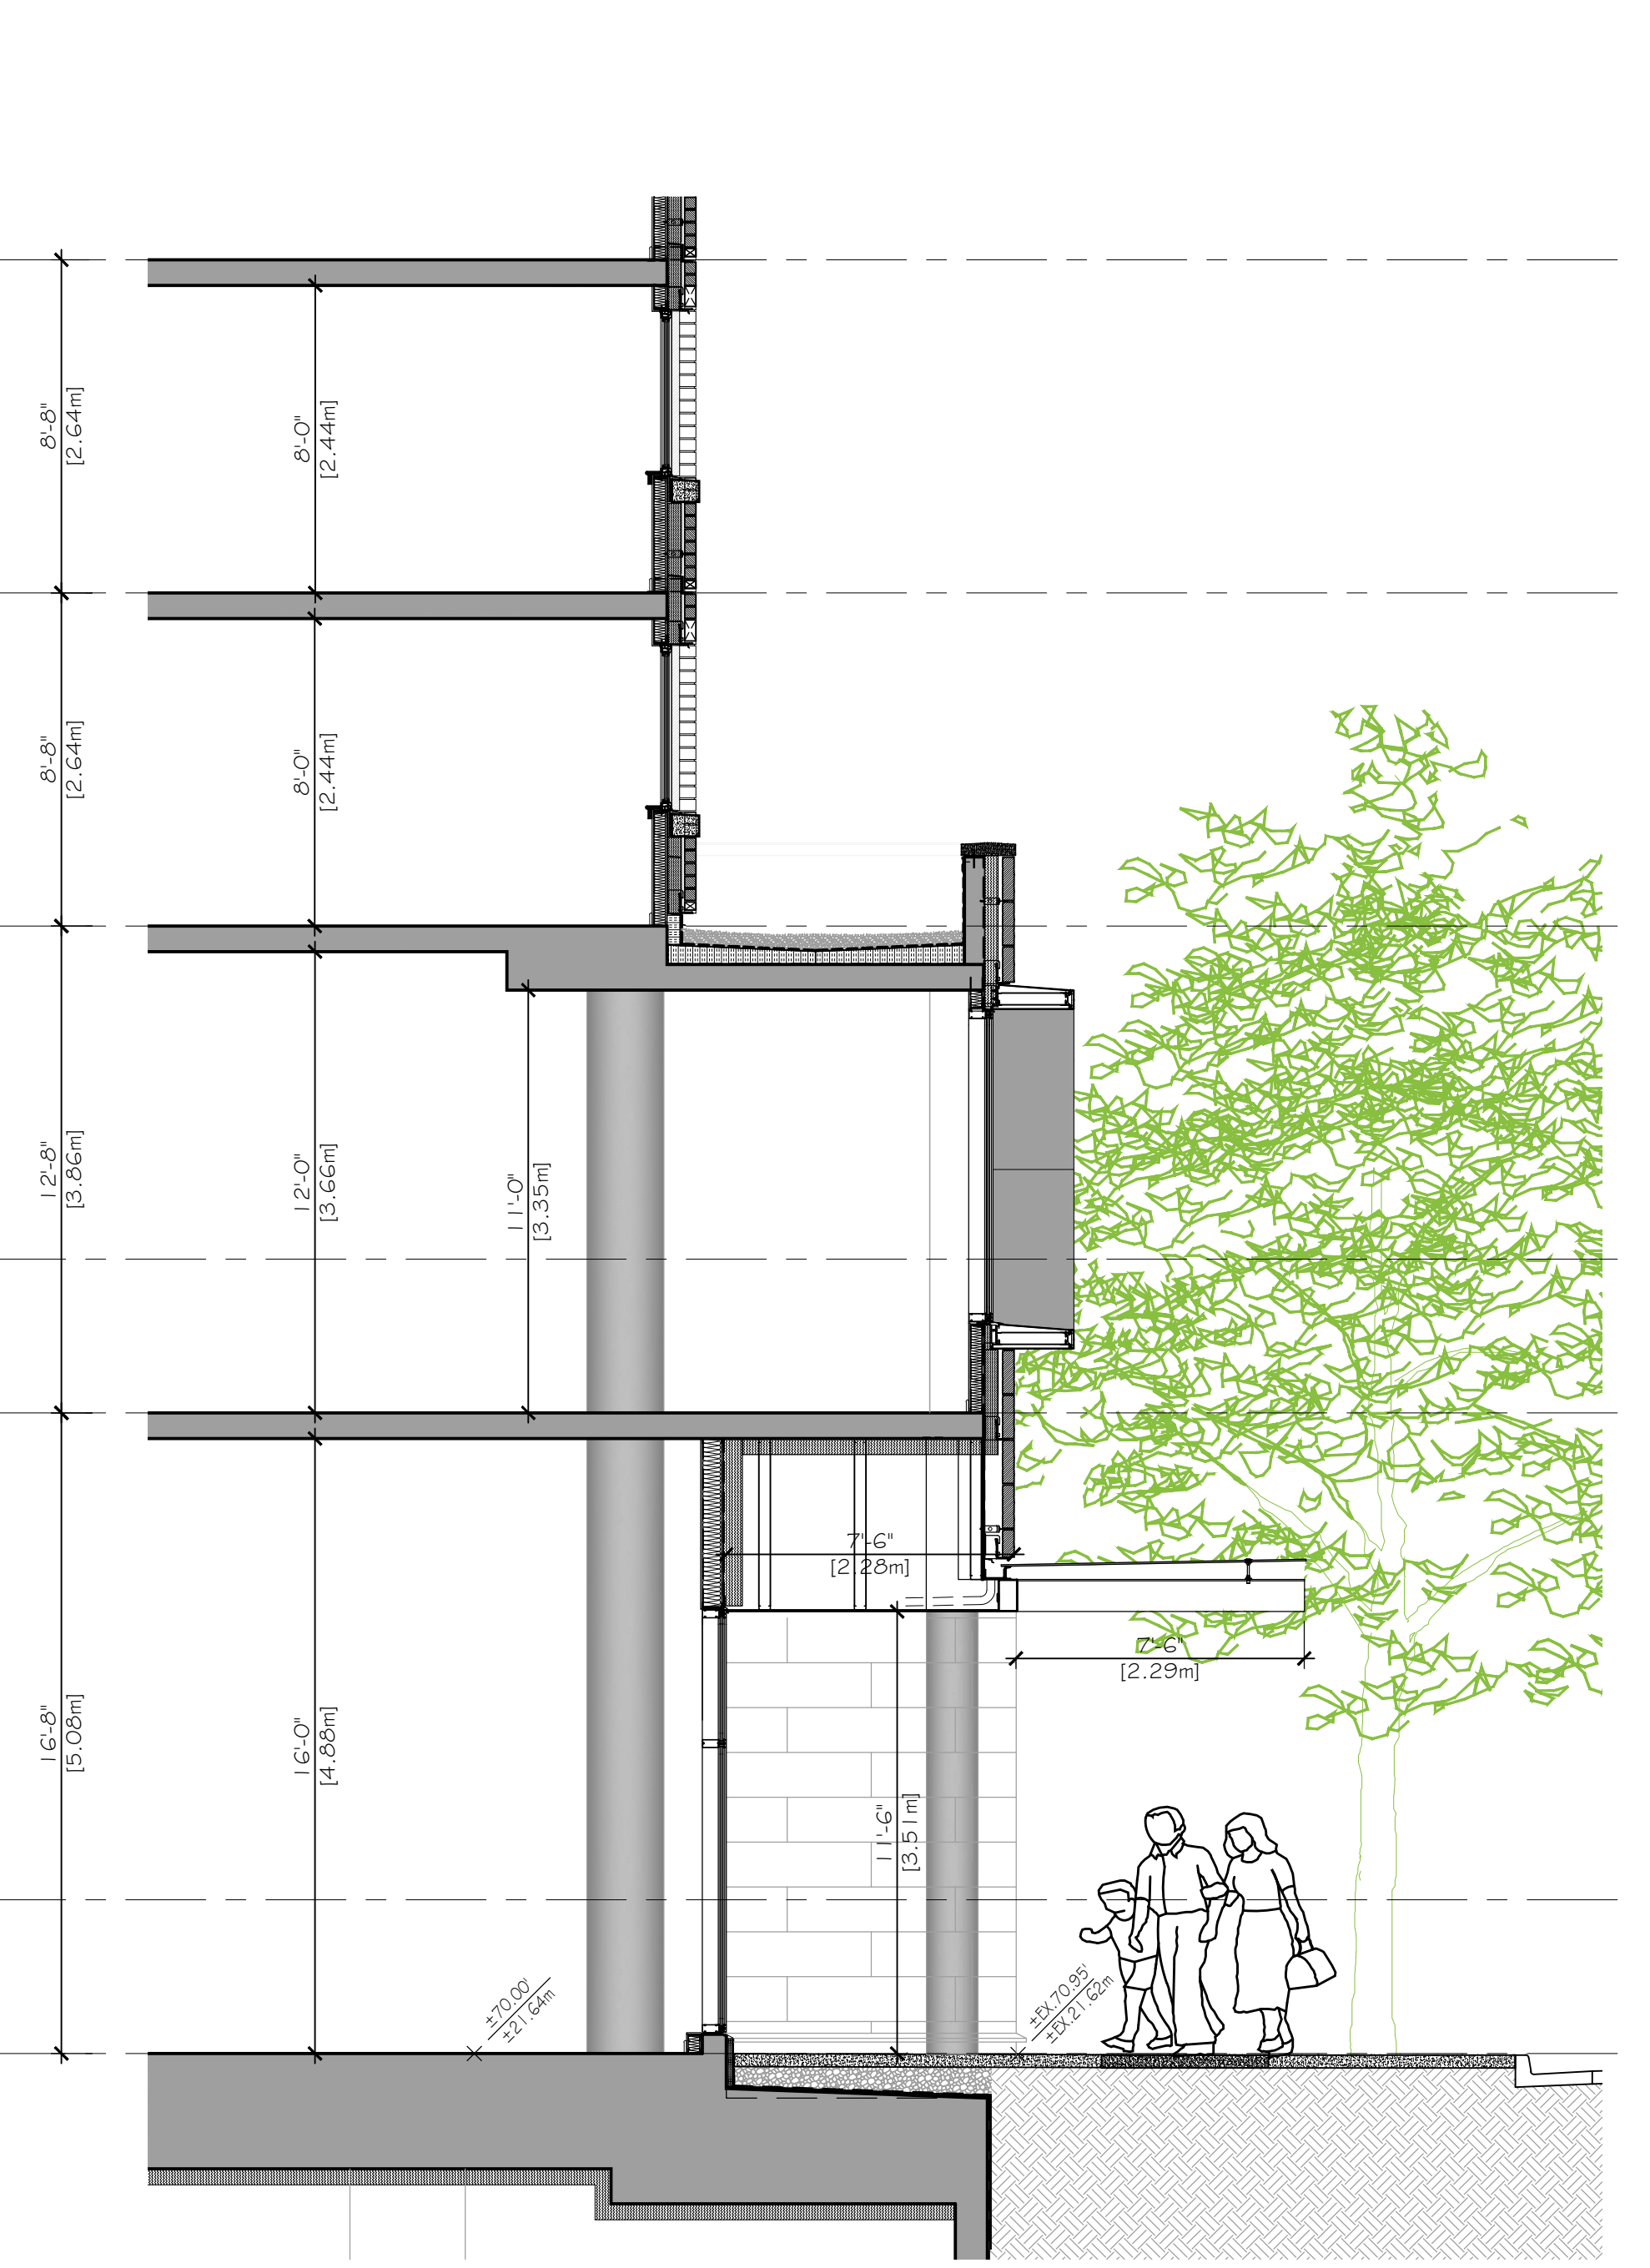 8'-8"
[2.64m]
8'-0"
[2.44m]
8'-8"
[2.64m]
8'-0"
[2.44m]
12'-8"
[3.86m]
12'-0"
[3.66m]
11'-0"
[3.35m]
7'-6"
[2.28m]
7'-6"
[2.29m]
16'-8"
[5.08m]
16'-0"
[4.88m]
11'-6"
[3.51m]
±70.00'
±21.64m
±EX.70.95'
±EX.21.62m